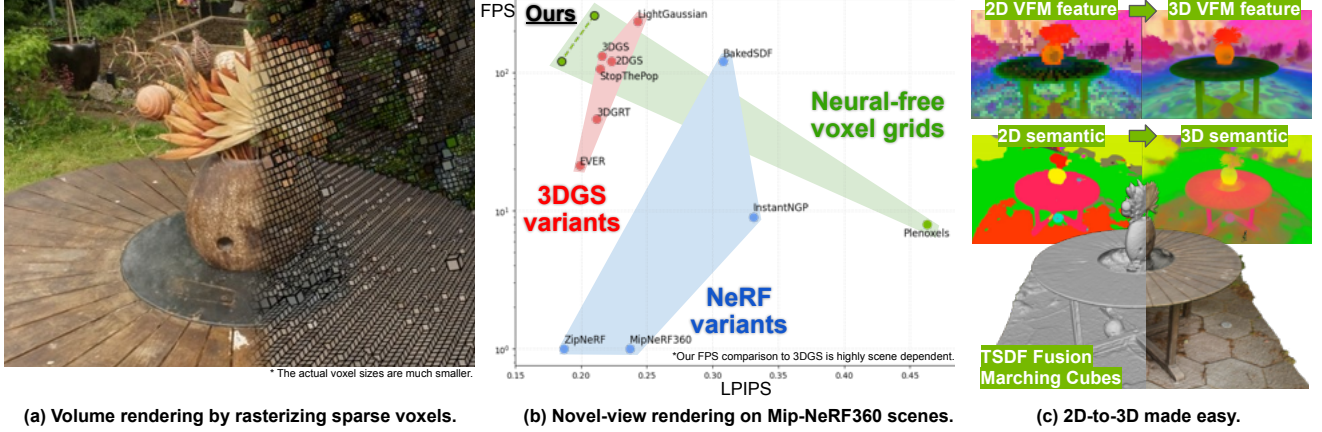 * The actual voxel sizes are much smaller.
(a) Volume rendering by rasterizing sparse voxels.
FPS
Ours
LightGaussian
3DGS
2DGS
StopThePop
BakedSDF
3DGRT
EVER
3DGS
variants
Neural-free
voxel grids
InstantNGP
Plenoxels
NeRF
variants
ZipNeRF
MipNeRF360
*Our FPS comparison to 3DGS is highly scene dependent.
10²
10¹
10⁰
0.15 0.20 0.25 0.30 0.35 0.40 0.45
LPIPS
(b) Novel-view rendering on Mip-NeRF360 scenes.
2D VFM feature 3D VFM feature
2D semantic 3D semantic
TSDF Fusion
Marching Cubes
(c) 2D-to-3D made easy.